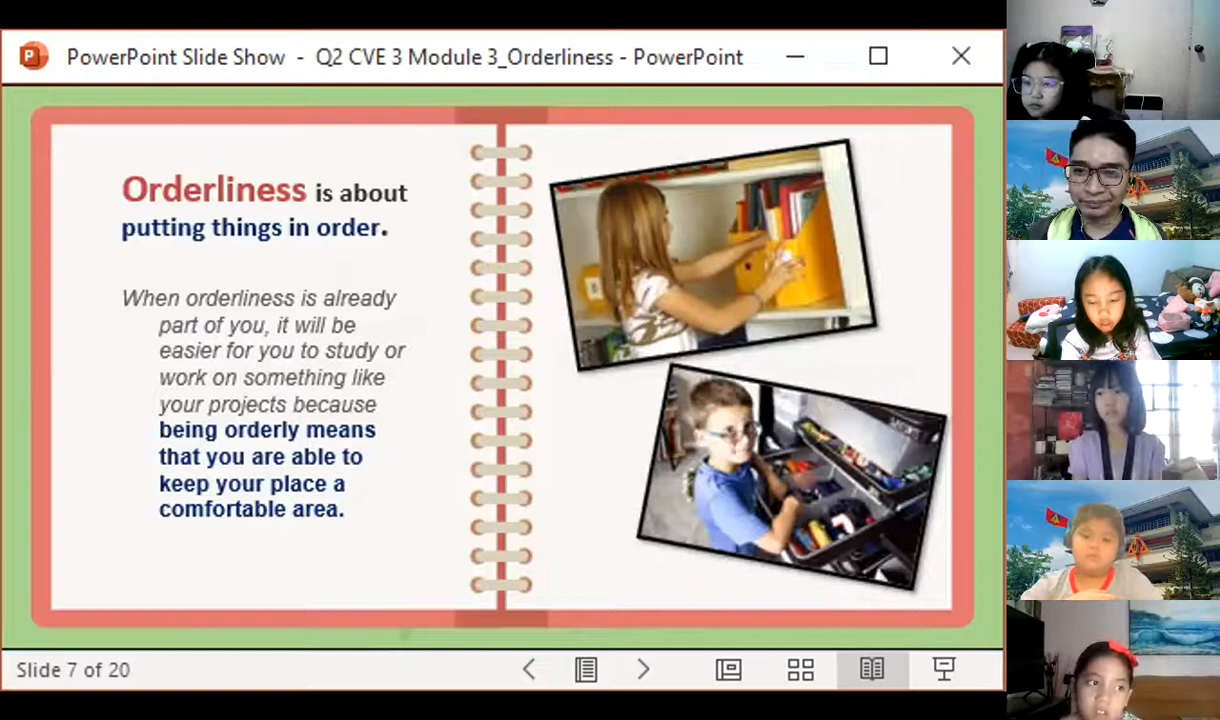 PowerPoint Slide Show - Q2 CVE 3 Module 3_Orderliness - PowerPoint
Orderliness is about
putting things in order.
When orderliness is already
part of you, it will be
easier for you to study or
work on something like
your projects because
being orderly means
that you are able to
keep your place a
comfortable area.
Slide 7 of 20